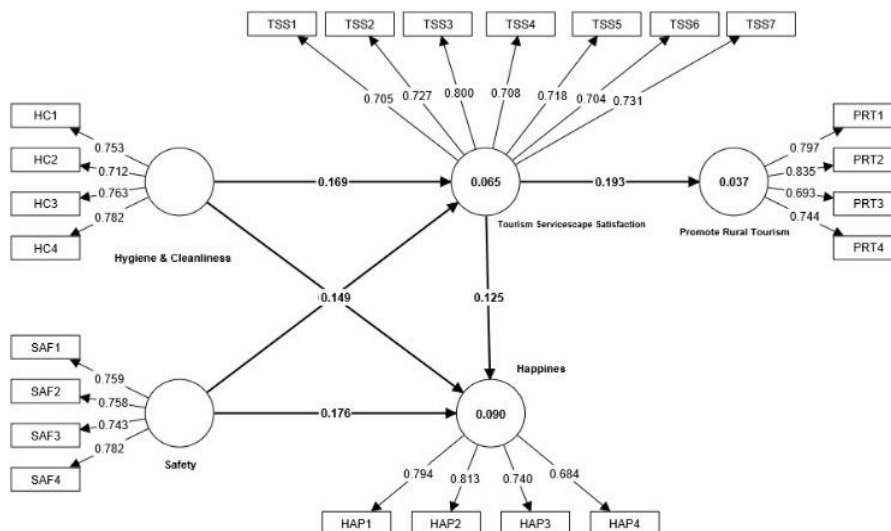 TSS1 TSS2 TSS3 TSS4 TSS5 TSS6 TSS7
0.705 0.727 0.800 0.708 0.718 0.704 0.731
HC1
HC2
HC3
HC4
0.753
0.712
0.763
0.782
Hygiene & Cleanliness
0.169
0.065
Tourism Servicescape Satisfaction
0.193
0.037
Promote Rural Tourism
0.797
0.835
0.693
0.744
PRT1
PRT2
PRT3
PRT4
0.149
0.125
SAF1
SAF2
SAF3
SAF4
0.759
0.758
0.743
0.782
Safety
0.176
Happines
0.090
0.794 0.813 0.740 0.684
HAP1 HAP2 HAP3 HAP4